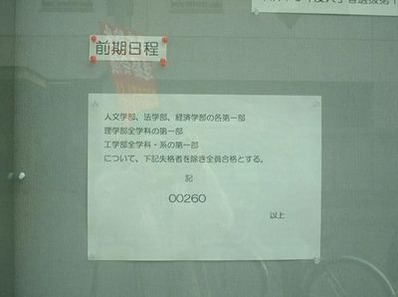 前期日程
人文学部、法学部、経済学部の各第一部
理学部全学科の第一部
工学部全学科・系の第一部
について、下記失格者を除き全員合格とする。
記
00260
以上